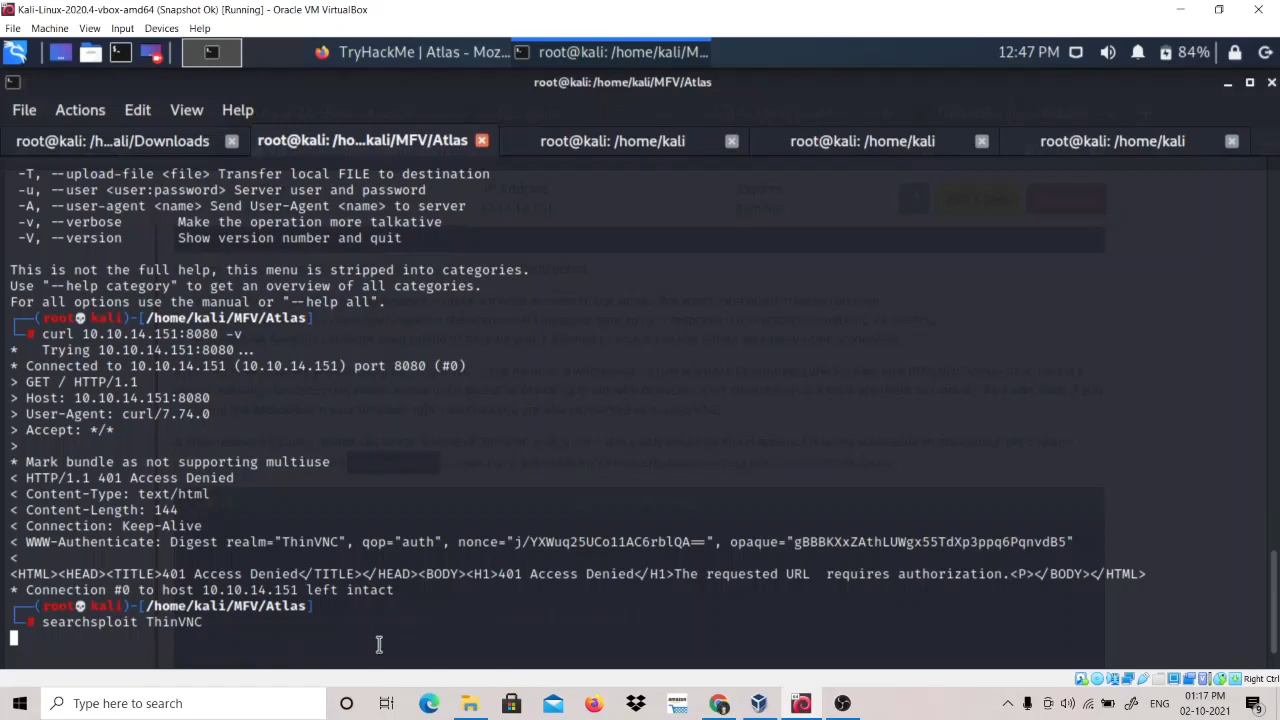 Kali-Linux-2020.4-vbox-amd64 (Snapshot Ok) [Running] - Oracle VM VirtualBox
File Machine View Input Devices Help
TryHackMe | Atlas - Moz... root@kali: /home/kali/M... 12:47 PM 84%
root@kali: /home/kali/MFV/Atlas
File Actions Edit View Help
root@kali: /h...ali/Downloads root@kali: /ho...kali/MFV/Atlas root@kali: /home/kali root@kali: /home/kali root@kali: /home/kali
-T, --upload-file <file> Transfer local FILE to destination
-u, --user <user:password> Server user and password
-A, --user-agent <name> Send User-Agent <name> to server
-v, --verbose Make the operation more talkative
-V, --version Show version number and quit
This is not the full help, this menu is stripped into categories.
Use "--help category" to get an overview of all categories.
For all options use the manual or "--help all".
(root💀kali)-[/home/kali/MFV/Atlas]
# curl 10.10.14.151:8080 -v
* Trying 10.10.14.151:8080...
* Connected to 10.10.14.151 (10.10.14.151) port 8080 (#0)
> GET / HTTP/1.1
> Host: 10.10.14.151:8080
> User-Agent: curl/7.74.0
> Accept: */*
>
* Mark bundle as not supporting multiuse
< HTTP/1.1 401 Access Denied
< Content-Type: text/html
< Content-Length: 144
< Connection: Keep-Alive
< WWW-Authenticate: Digest realm="ThinVNC", qop="auth", nonce="j/YXWuq25UCo11AC6rblQA==", opaque="gBBBKXxZAthLUWgx55TdXp3ppq6PqnvdB5"
<
<HTML><HEAD><TITLE>401 Access Denied</TITLE></HEAD><BODY><H1>401 Access Denied</H1>The requested URL requires authorization.<P></BODY></HTML>
* Connection #0 to host 10.10.14.151 left intact
(root💀kali)-[/home/kali/MFV/Atlas]
# searchsploit ThinVNC
Right Ctrl
Type here to search
amazon
01:17 PM
02-10-2021
9